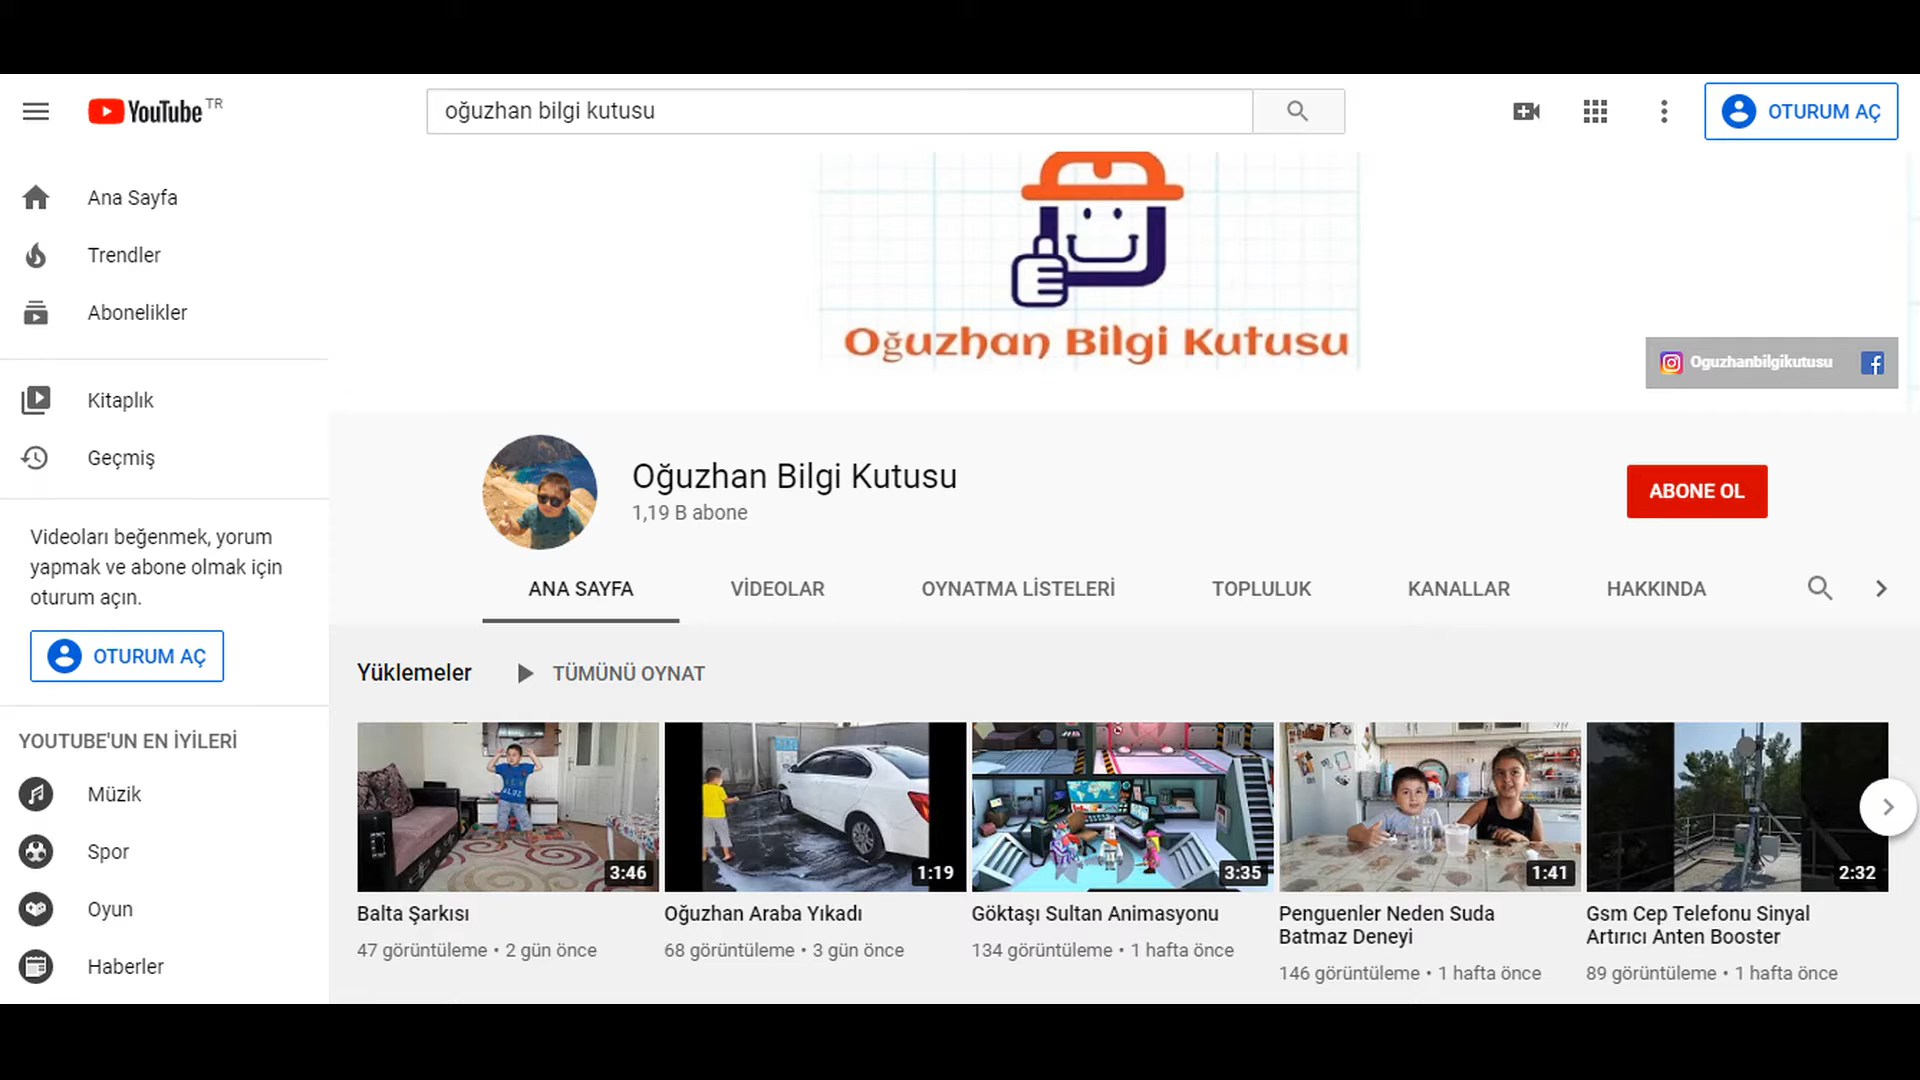 YouTube TR
oğuzhan bilgi kutusu
OTURUM AÇ
Ana Sayfa
Trendler
Abonelikler
Kitaplık
Geçmiş
Videoları beğenmek, yorum
yapmak ve abone olmak için
oturum açın.
OTURUM AÇ
YOUTUBE'UN EN İYİLERİ
Müzik
Spor
Oyun
Haberler
Oğuzhan Bilgi Kutusu
Oguzhanbilgikutusu
Oğuzhan Bilgi Kutusu
1,19 B abone
ABONE OL
ANA SAYFA
VİDEOLAR
OYNATMA LİSTELERİ
TOPLULUK
KANALLAR
HAKKINDA
Yüklemeler
TÜMÜNÜ OYNAT
3:46
Balta Şarkısı
47 görüntüleme • 2 gün önce
1:19
Oğuzhan Araba Yıkadı
68 görüntüleme • 3 gün önce
3:35
Göktaşı Sultan Animasyonu
134 görüntüleme • 1 hafta önce
1:41
Penguenler Neden Suda
Batmaz Deneyi
146 görüntüleme • 1 hafta önce
2:32
Gsm Cep Telefonu Sinyal
Artırıcı Anten Booster
89 görüntüleme • 1 hafta önce